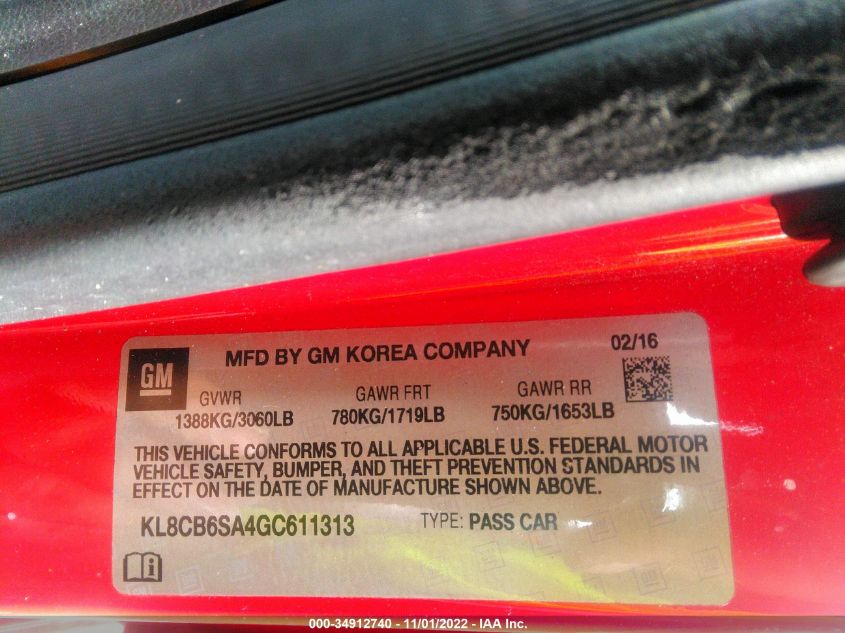 MFD BY GM KOREA COMPANY 02/16
GM
GVWR GAWR FRT GAWR RR
1388KG/3060LB 780KG/1719LB 750KG/1653LB
THIS VEHICLE CONFORMS TO ALL APPLICABLE U.S. FEDERAL MOTOR
VEHICLE SAFETY, BUMPER, AND THEFT PREVENTION STANDARDS IN
EFFECT ON THE DATE OF MANUFACTURE SHOWN ABOVE.
KL8CB6SA4GC611313 TYPE: PASS CAR
000-34912740 - 11/01/2022 - IAA Inc.